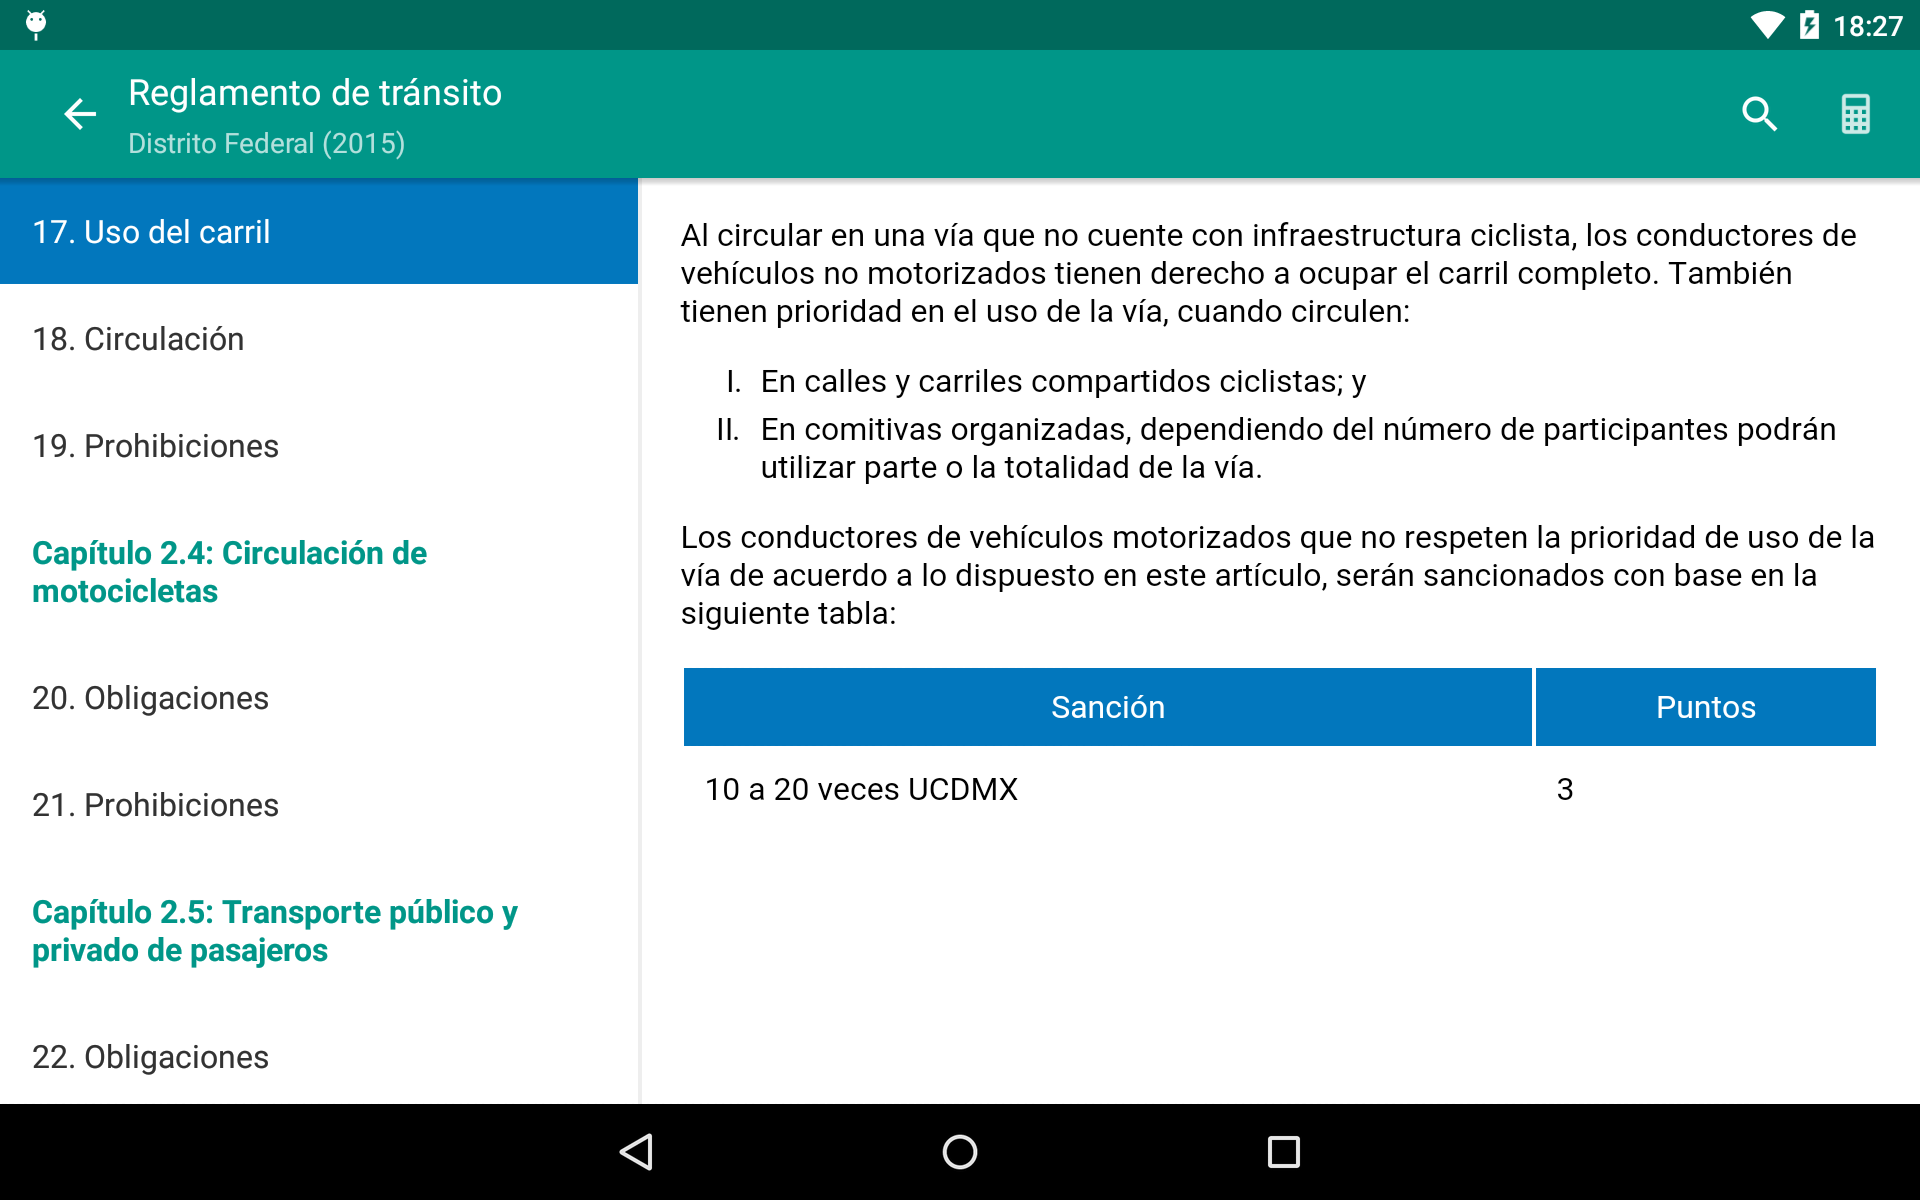 18:27
Reglamento de tránsito
Distrito Federal (2015)
17. Uso del carril
18. Circulación
19. Prohibiciones
Capítulo 2.4: Circulación de
motocicletas
20. Obligaciones
21. Prohibiciones
Capítulo 2.5: Transporte público y
privado de pasajeros
22. Obligaciones
Al circular en una vía que no cuente con infraestructura ciclista, los conductores de
vehículos no motorizados tienen derecho a ocupar el carril completo. También
tienen prioridad en el uso de la vía, cuando circulen:
I. En calles y carriles compartidos ciclistas; y
II. En comitivas organizadas, dependiendo del número de participantes podrán
utilizar parte o la totalidad de la vía.
Los conductores de vehículos motorizados que no respeten la prioridad de uso de la
vía de acuerdo a lo dispuesto en este artículo, serán sancionados con base en la
siguiente tabla:
Sanción Puntos
10 a 20 veces UCDMX 3